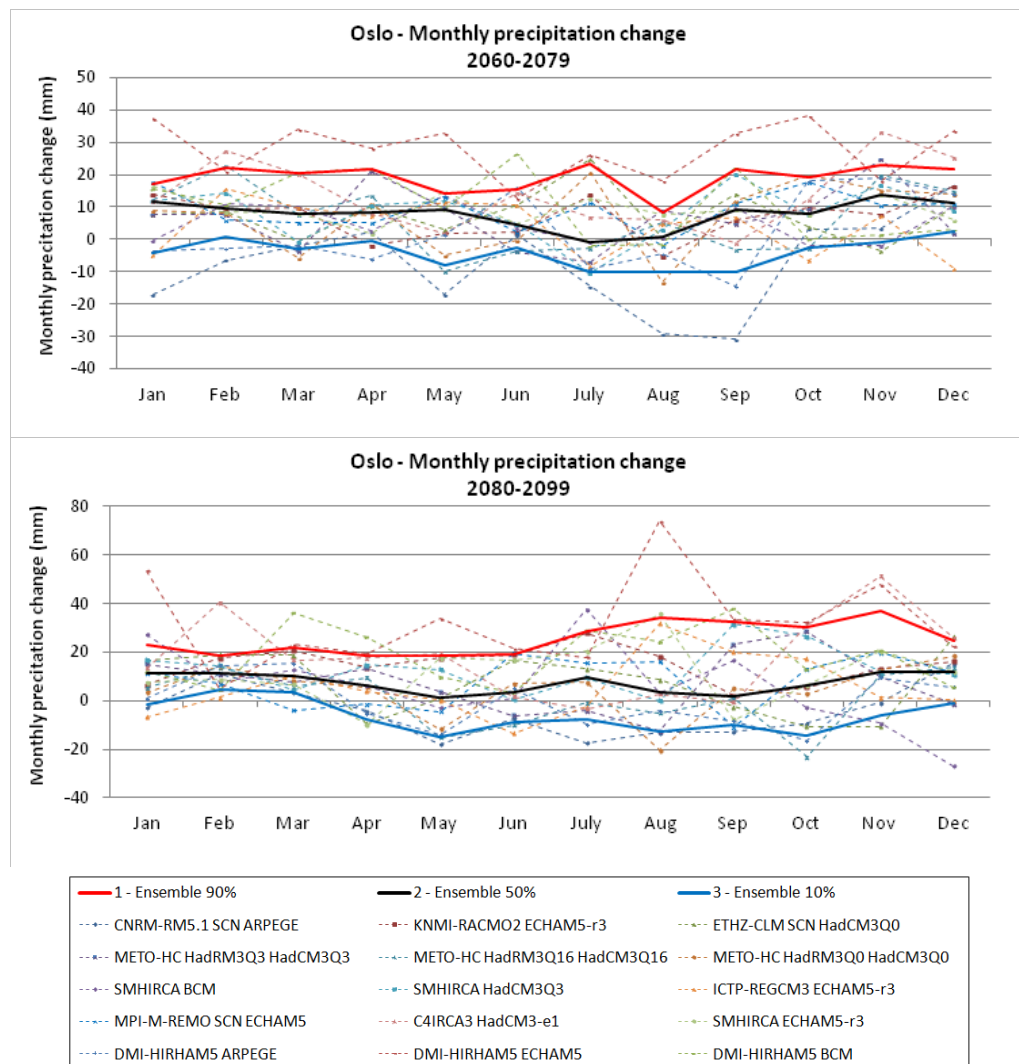 Oslo - Monthly precipitation change
2060-2079
Monthly precitation change (mm)
50
40
30
20
10
0
-10
-20
-30
-40
Jan Feb Mar Apr May Jun July Aug Sep Oct Nov Dec
Oslo - Monthly precipitation change
2080-2099
Monthly precipitation change (mm)
80
60
40
20
0
-20
-40
Jan Feb Mar Apr May Jun July Aug Sep Oct Nov Dec
1 - Ensemble 90% 2 - Ensemble 50% 3 - Ensemble 10%
CNRM-RM5.1 SCN ARPEGE KNMI-RACMO2 ECHAM5-r3 ETHZ-CLM SCN HadCM3Q0
METO-HC HadRM3Q3 HadCM3Q3 METO-HC HadRM3Q16 HadCM3Q16 METO-HC HadRM3Q0 HadCM3Q0
SMHIRCA BCM SMHIRCA HadCM3Q3 ICTP-REGCM3 ECHAM5-r3
MPI-M-REMO SCN ECHAM5 C4IRCA3 HadCM3-e1 SMHIRCA ECHAM5-r3
DMI-HIRHAM5 ARPEGE DMI-HIRHAM5 ECHAM5 DMI-HIRHAM5 BCM